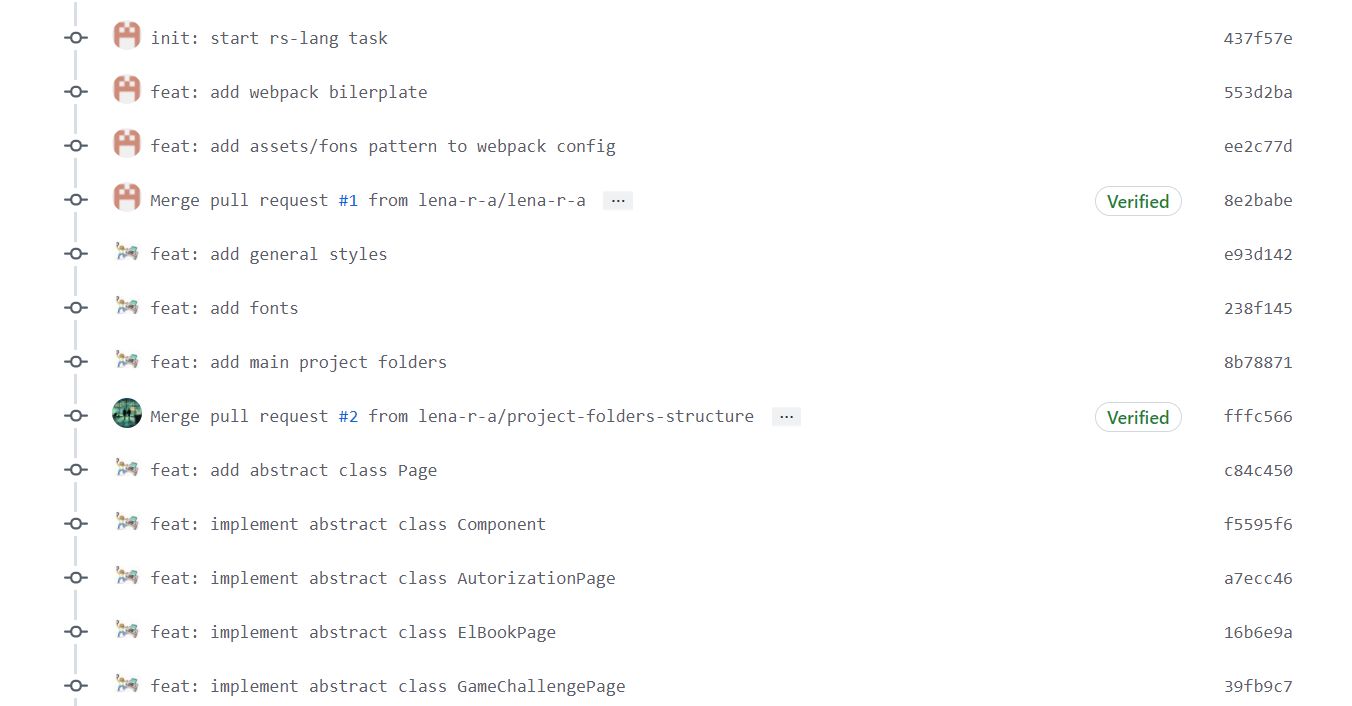 init: start rs-lang task 437f57e
feat: add webpack bilerplate 553d2ba
feat: add assets/fons pattern to webpack config ee2c77d
Merge pull request #1 from lena-r-a/lena-r-a ... Verified 8e2babe
feat: add general styles e93d142
feat: add fonts 238f145
feat: add main project folders 8b78871
Merge pull request #2 from lena-r-a/project-folders-structure ... Verified fffc566
feat: add abstract class Page c84c450
feat: implement abstract class Component f5595f6
feat: implement abstract class AutorizationPage a7ecc46
feat: implement abstract class ElBookPage 16b6e9a
feat: implement abstract class GameChallengePage 39fb9c7